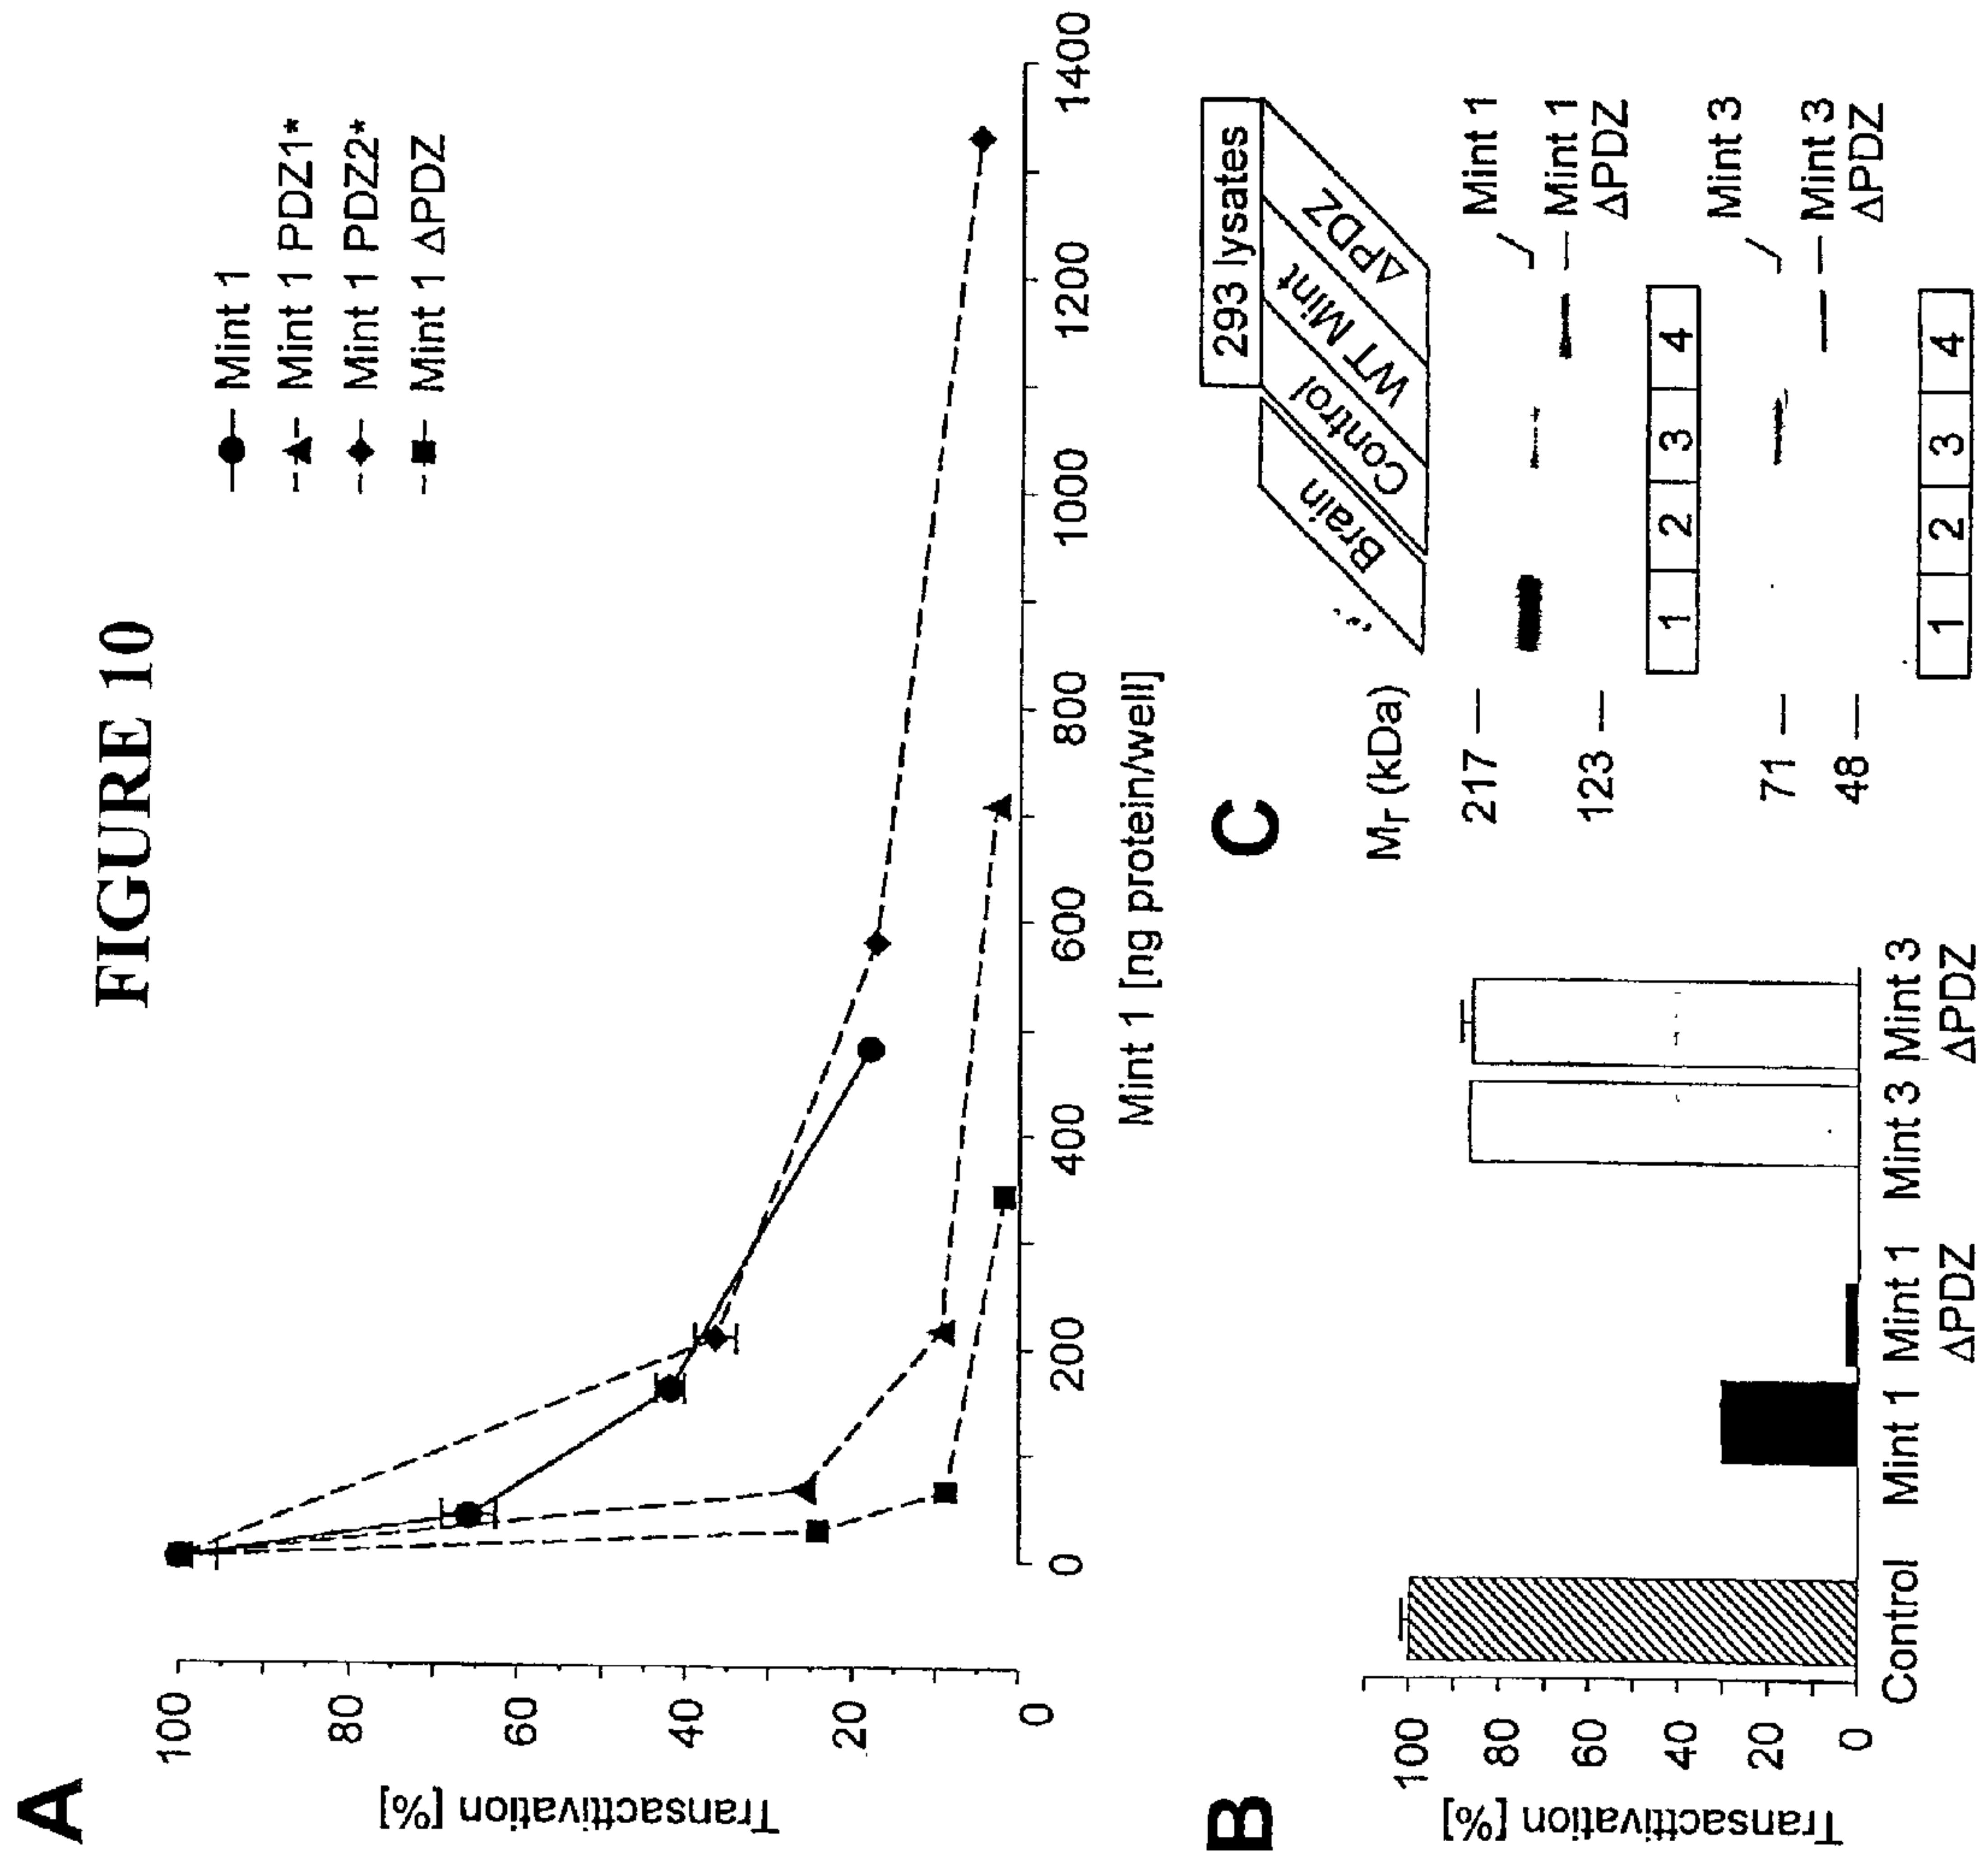 FIGURE 10
A
Transacttivation [%]
100
80
60
40
20
0
Mint 1
Mint 1 PDZ1*
Mint 1 PDZ2*
Mint 1 ΔPDZ
0 200 400 600 800 1000 1200 1400
Mint 1 [ng protein/well]
B
Transacttivation [%]
100
80
60
40
20
0
Control Mint 1 Mint 1 Mint 3 Mint 3
ΔPDZ ΔPDZ
C
293 lysates
Brain Control WT Mint ΔPDZ
Mr (kDa)
217
Mint 1
Mint 1
ΔPDZ
123
1 2 3 4
Mint 3
71
Mint 3
ΔPDZ
48
1 2 3 4